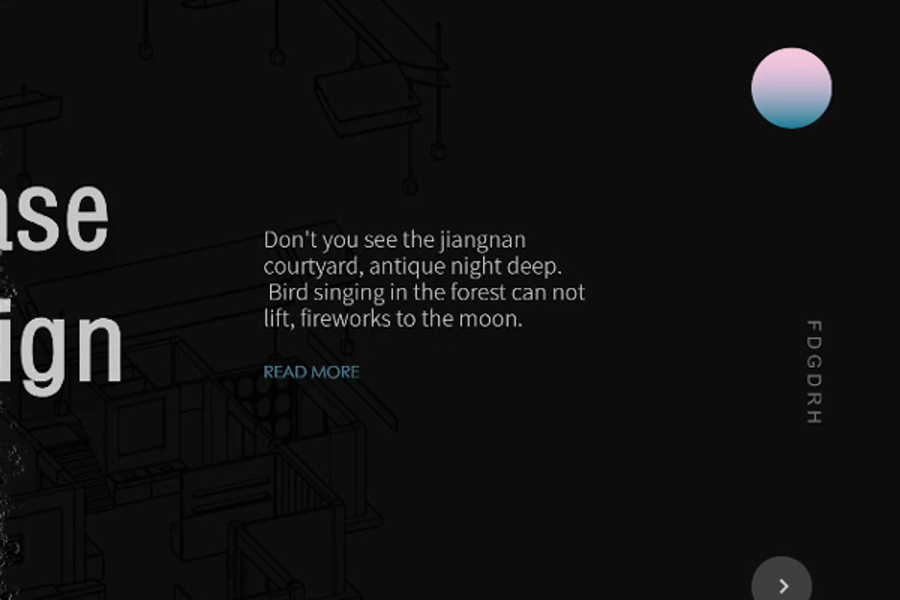 ase
ign
Don't you see the jiangnan
courtyard, antique night deep.
Bird singing in the forest can not
lift, fireworks to the moon.
READ MORE
FDGDRH